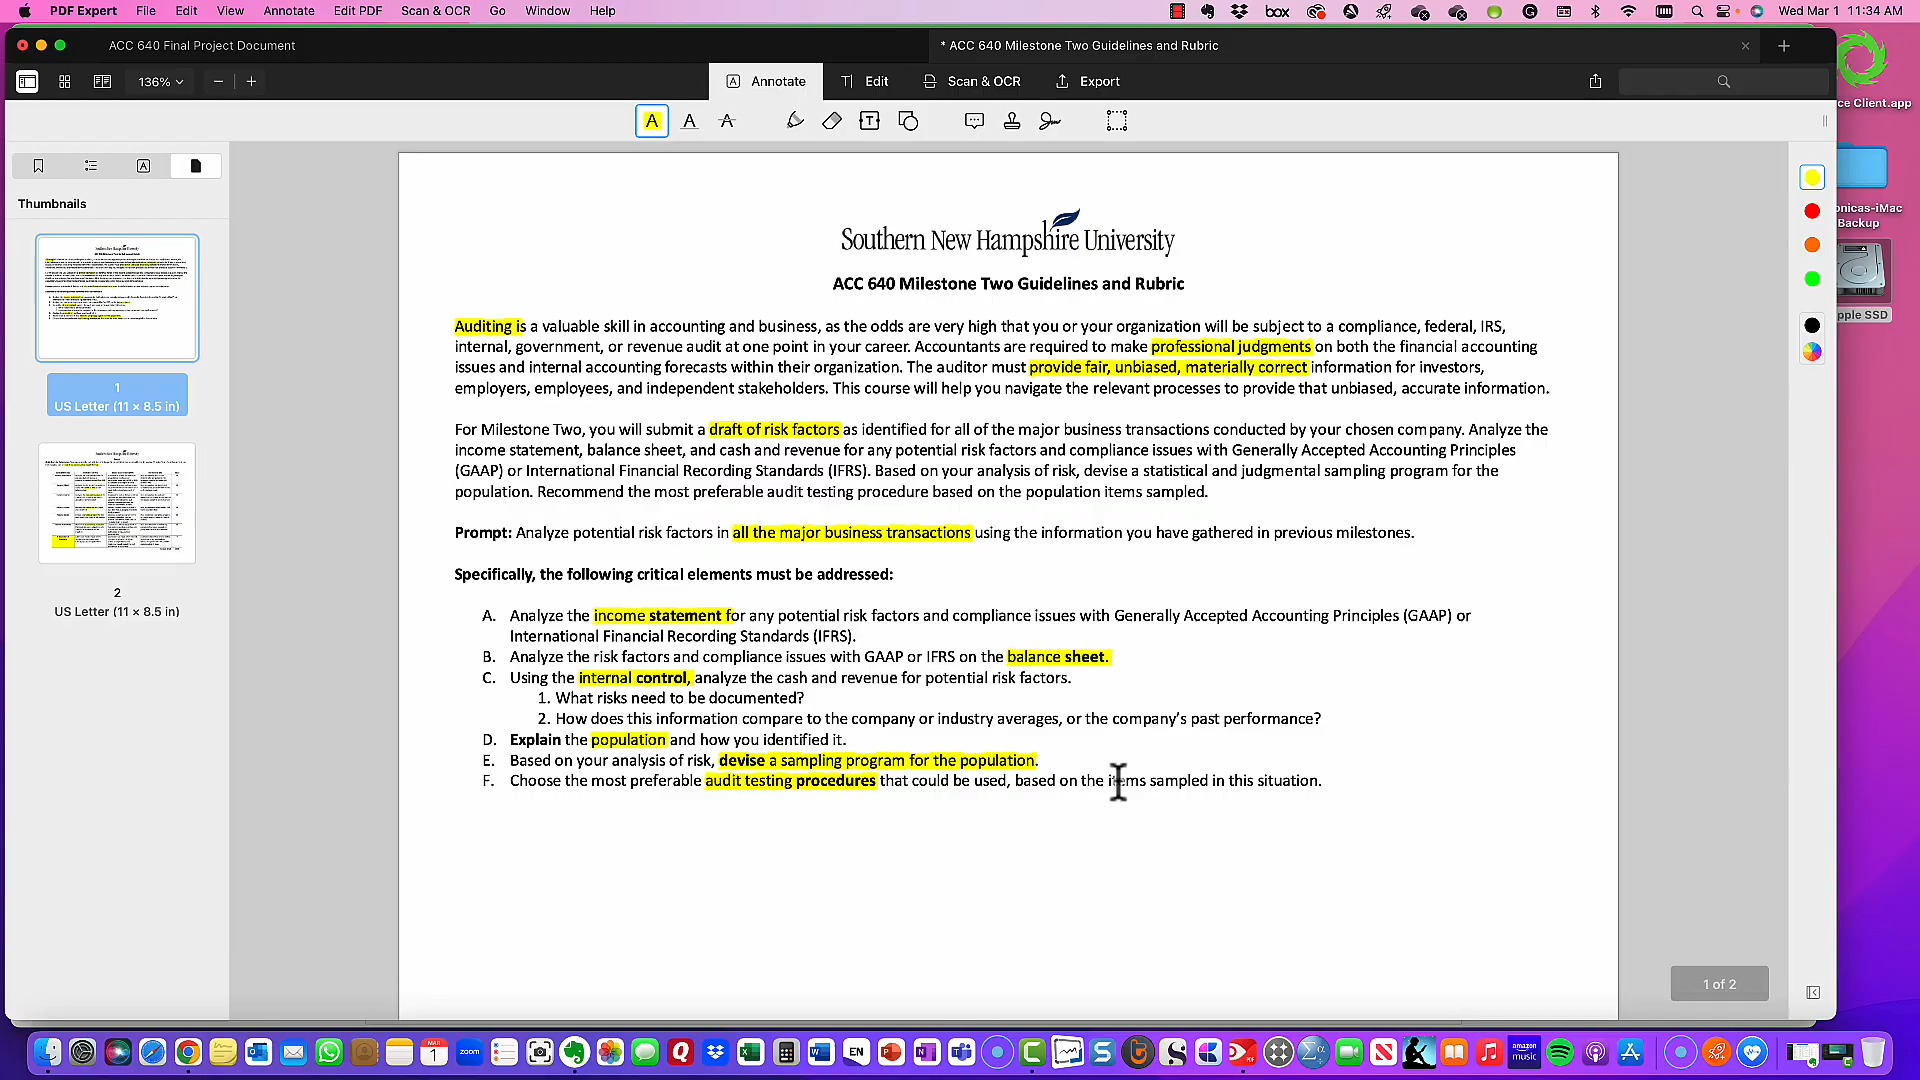 PDF Expert File Edit View Annotate Edit PDF Scan & OCR Go Window Help box Wed Mar 1 11:34 AM
ACC 640 Final Project Document * ACC 640 Milestone Two Guidelines and Rubric
136% Annotate Edit Scan & OCR Export
ce Client.app
Thumbnails
onicas-iMac
Backup
pple SSD
1
US Letter (11 × 8.5 in)
2
US Letter (11 × 8.5 in)
Southern New Hampshire University
ACC 640 Milestone Two Guidelines and Rubric
Auditing is a valuable skill in accounting and business, as the odds are very high that you or your organization will be subject to a compliance, federal, IRS,
internal, government, or revenue audit at one point in your career. Accountants are required to make professional judgments on both the financial accounting
issues and internal accounting forecasts within their organization. The auditor must provide fair, unbiased, materially correct information for investors,
employers, employees, and independent stakeholders. This course will help you navigate the relevant processes to provide that unbiased, accurate information.
For Milestone Two, you will submit a draft of risk factors as identified for all of the major business transactions conducted by your chosen company. Analyze the
income statement, balance sheet, and cash and revenue for any potential risk factors and compliance issues with Generally Accepted Accounting Principles
(GAAP) or International Financial Recording Standards (IFRS). Based on your analysis of risk, devise a statistical and judgmental sampling program for the
population. Recommend the most preferable audit testing procedure based on the population items sampled.
Prompt: Analyze potential risk factors in all the major business transactions using the information you have gathered in previous milestones.
Specifically, the following critical elements must be addressed:
A. Analyze the income statement for any potential risk factors and compliance issues with Generally Accepted Accounting Principles (GAAP) or
International Financial Recording Standards (IFRS).
B. Analyze the risk factors and compliance issues with GAAP or IFRS on the balance sheet.
C. Using the internal control, analyze the cash and revenue for potential risk factors.
1. What risks need to be documented?
2. How does this information compare to the company or industry averages, or the company's past performance?
D. Explain the population and how you identified it.
E. Based on your analysis of risk, devise a sampling program for the population.
F. Choose the most preferable audit testing procedures that could be used, based on the items sampled in this situation.
1 of 2
MAR 1 zoom EN amazon music